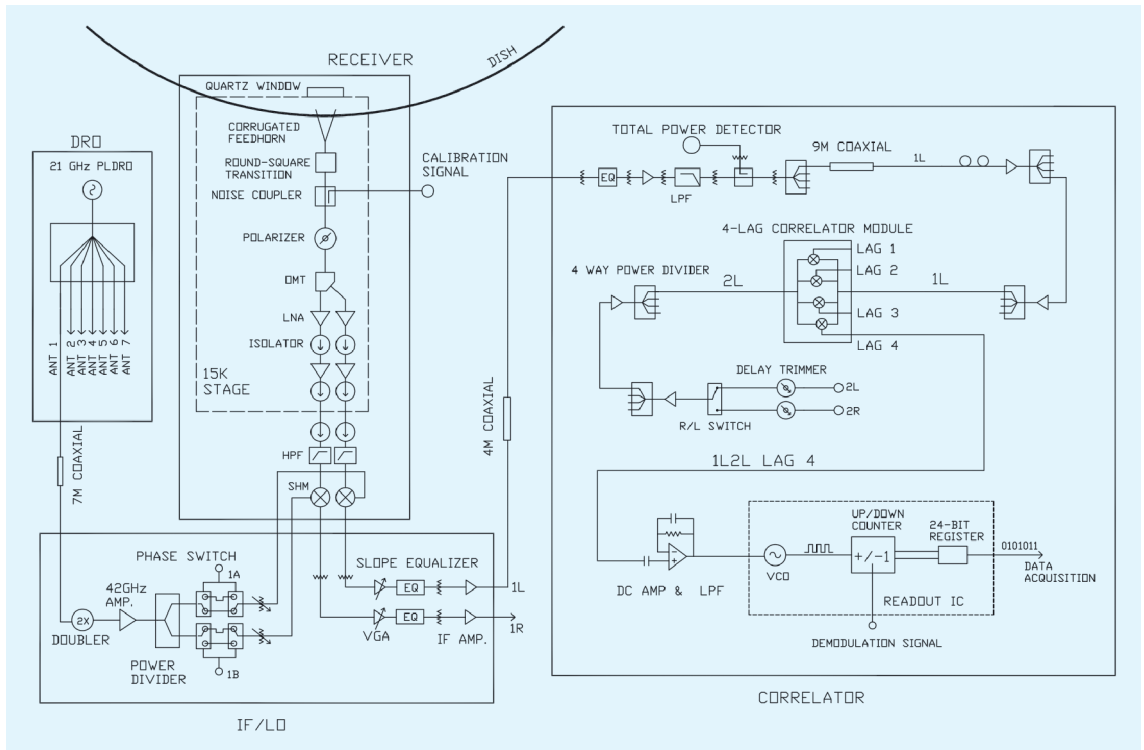 RECEIVER
DISH
QUARTZ WINDOW
CORRUGATED
FEEDHORN
ROUND-SQUARE
TRANSITION
NOISE COUPLER
CALIBRATION
SIGNAL
POLARIZER
OMT
LNA
ISOLATOR
15K
STAGE
HPF
SHM
DRO
21 GHz PLDRO
ANT 1
ANT 2
ANT 3
ANT 4
ANT 5
ANT 6
ANT 7
7M COAXIAL
4M COAXIAL
PHASE SWITCH
1A
42GHz
AMP.
2X
DOUBLER
POWER
DIVIDER
1B
SLOPE EQUALIZER
EQ
1L
EQ
1R
VGA
IF AMP.
IF/LO
TOTAL POWER DETECTOR
9M COAXIAL
1L
EQ
LPF
4-LAG CORRELATOR MODULE
LAG 1
LAG 2
LAG 3
LAG 4
4 WAY POWER DIVIDER
2L
1L
DELAY TRIMMER
2L
2R
R/L SWITCH
1L2L LAG 4
UP/DOWN
COUNTER
24-BIT
REGISTER
+/-1
0101011
DATA
ACQUISITION
VCO
DC AMP & LPF
READOUT IC
DEMODULATION SIGNAL
CORRELATOR